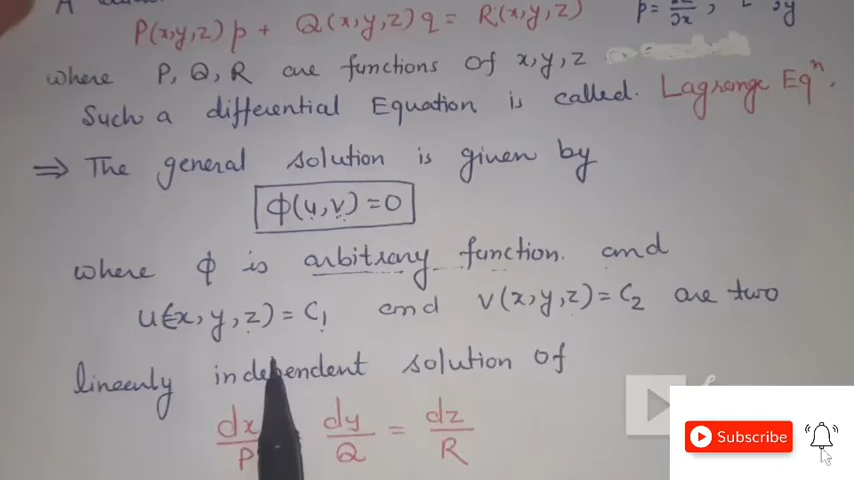 A
P(x,y,z) p + Q(x,y,z) q = R(x,y,z) p = ∂z/∂x ,
where P, Q, R are functions of x,y,z
Such a differential Equation is called. Lagrange Eqⁿ.
⇒ The general solution is given by
ϕ(u,v) = 0
where ϕ is arbitrary function. and
u(x,y,z) = C₁ and v(x,y,z) = C₂ are two
linearly independent solution of
dx/P dy/Q = dz/R
Subscribe